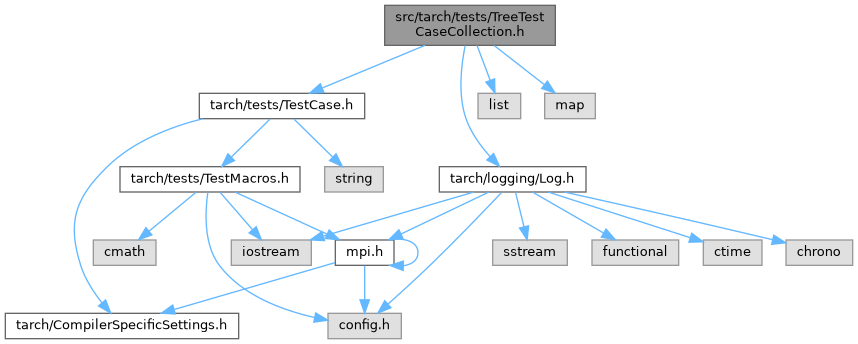 src/tarch/tests/TreeTest
CaseCollection.h
tarch/tests/TestCase.h
list
map
tarch/tests/TestMacros.h
string
tarch/logging/Log.h
cmath
iostream
mpi.h
sstream
functional
ctime
chrono
tarch/CompilerSpecificSettings.h
config.h